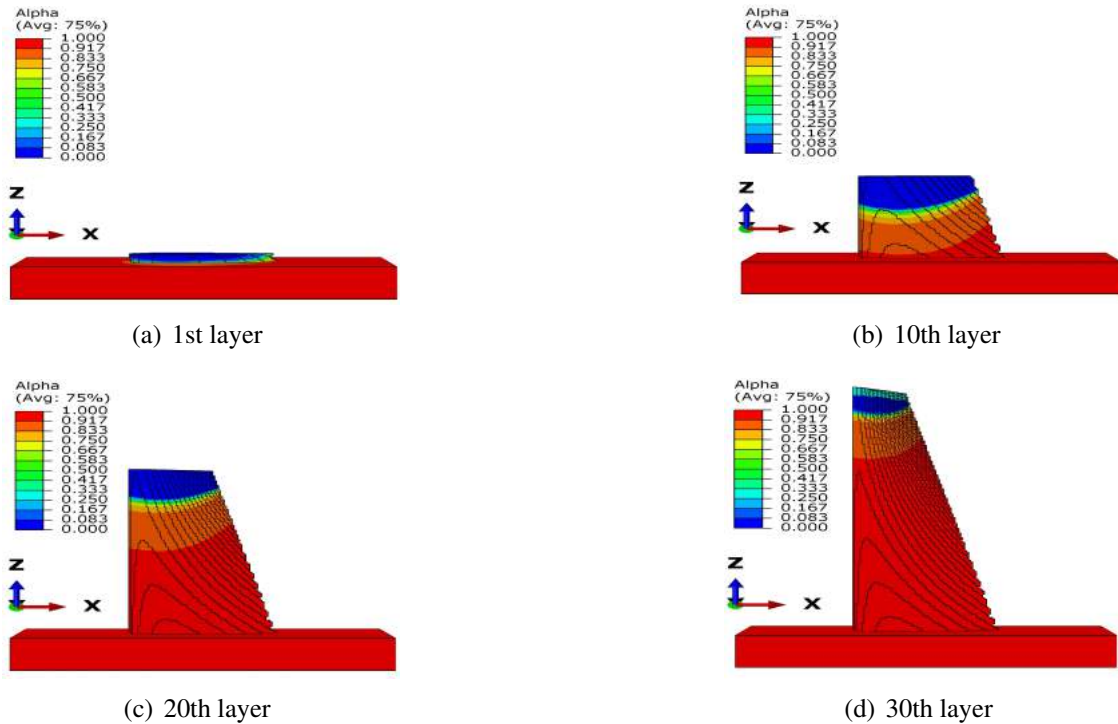 Alpha
(Avg: 75%)
1.000
0.917
0.833
0.750
0.667
0.583
0.500
0.417
0.333
0.250
0.167
0.083
0.000
Z
X
(a) 1st layer
Alpha
(Avg: 75%)
1.000
0.917
0.833
0.750
0.667
0.583
0.500
0.417
0.333
0.250
0.167
0.083
0.000
Z
X
(b) 10th layer
Alpha
(Avg: 75%)
1.000
0.917
0.833
0.750
0.667
0.583
0.500
0.417
0.333
0.250
0.167
0.083
0.000
Z
X
(c) 20th layer
Alpha
(Avg: 75%)
1.000
0.917
0.833
0.750
0.667
0.583
0.500
0.417
0.333
0.250
0.167
0.083
0.000
Z
X
(d) 30th layer